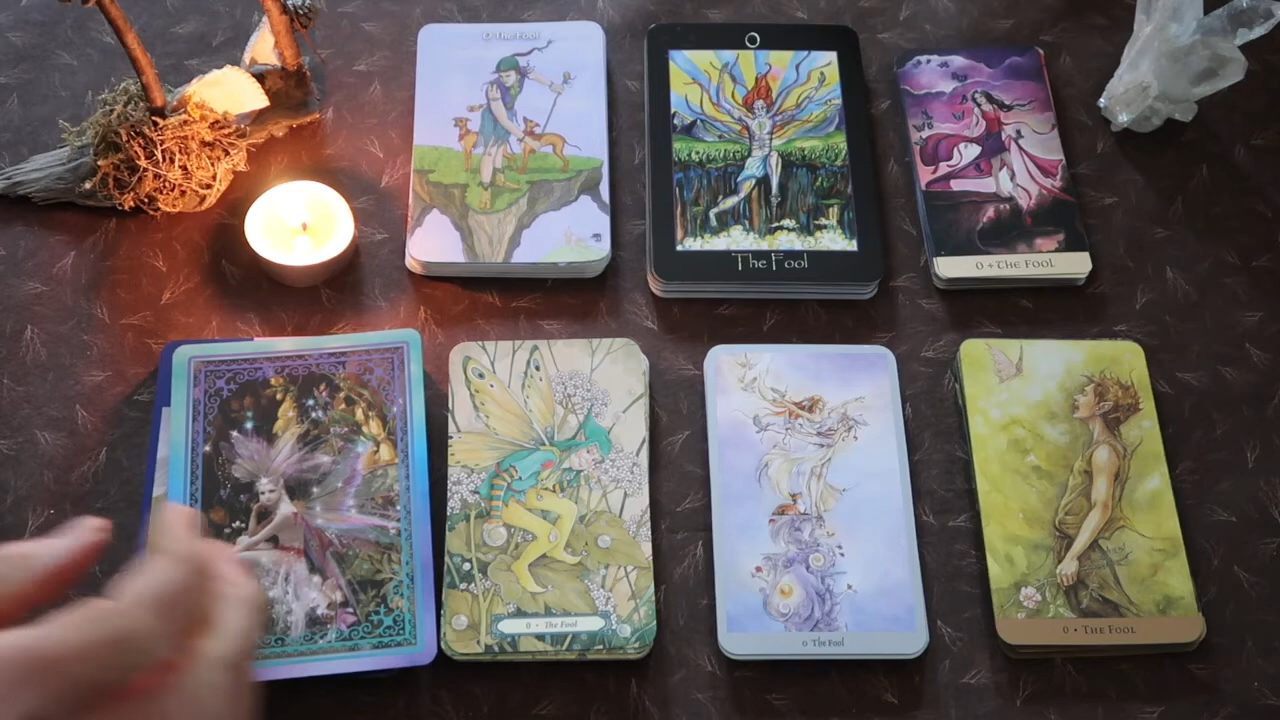 0 The Fool
0
The Fool
0 + THE FOOL
0 • The Fool
0 The Fool
0 • THE FOOL